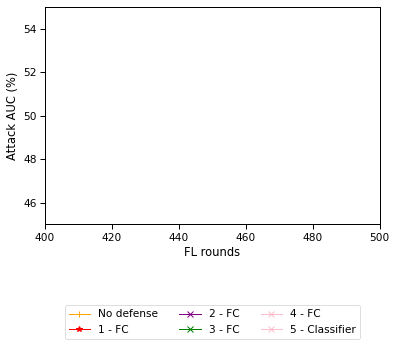 54
52
50
48
46
Attack AUC (%)
400 420 440 460 480 500
FL rounds
No defense 2 - FC 4 - FC
1 - FC 3 - FC 5 - Classifier